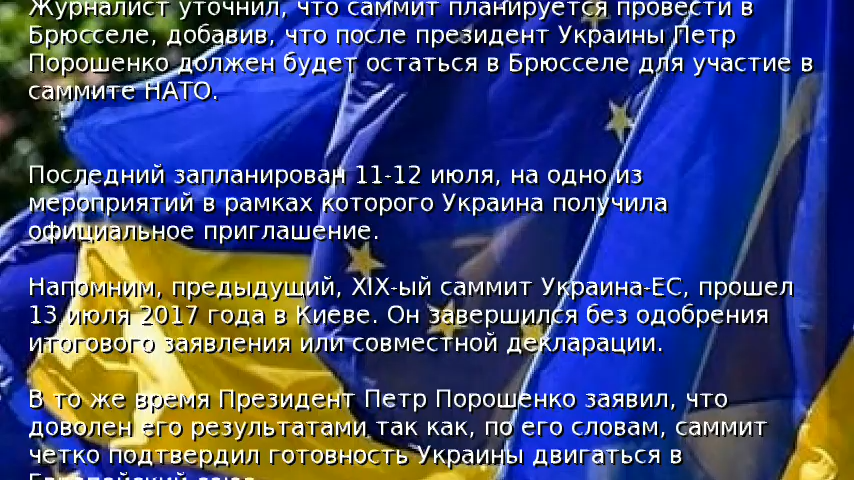 Журналист уточнил, что саммит планируется провести в
Брюсселе, добавив, что после президент Украины Петр
Порошенко должен будет остаться в Брюсселе для участие в
саммите НАТО.
Последний запланирован 11-12 июля, на одно из
мероприятий в рамках которого Украина получила
официальное приглашение.
Напомним, предыдущий, XIX-ый саммит Украина-ЕС, прошел
13 июля 2017 года в Киеве. Он завершился без одобрения
итогового заявления или совместной декларации.
В то же время Президент Петр Порошенко заявил, что
доволен его результатами так как, по его словам, саммит
четко подтвердил готовность Украины двигаться в